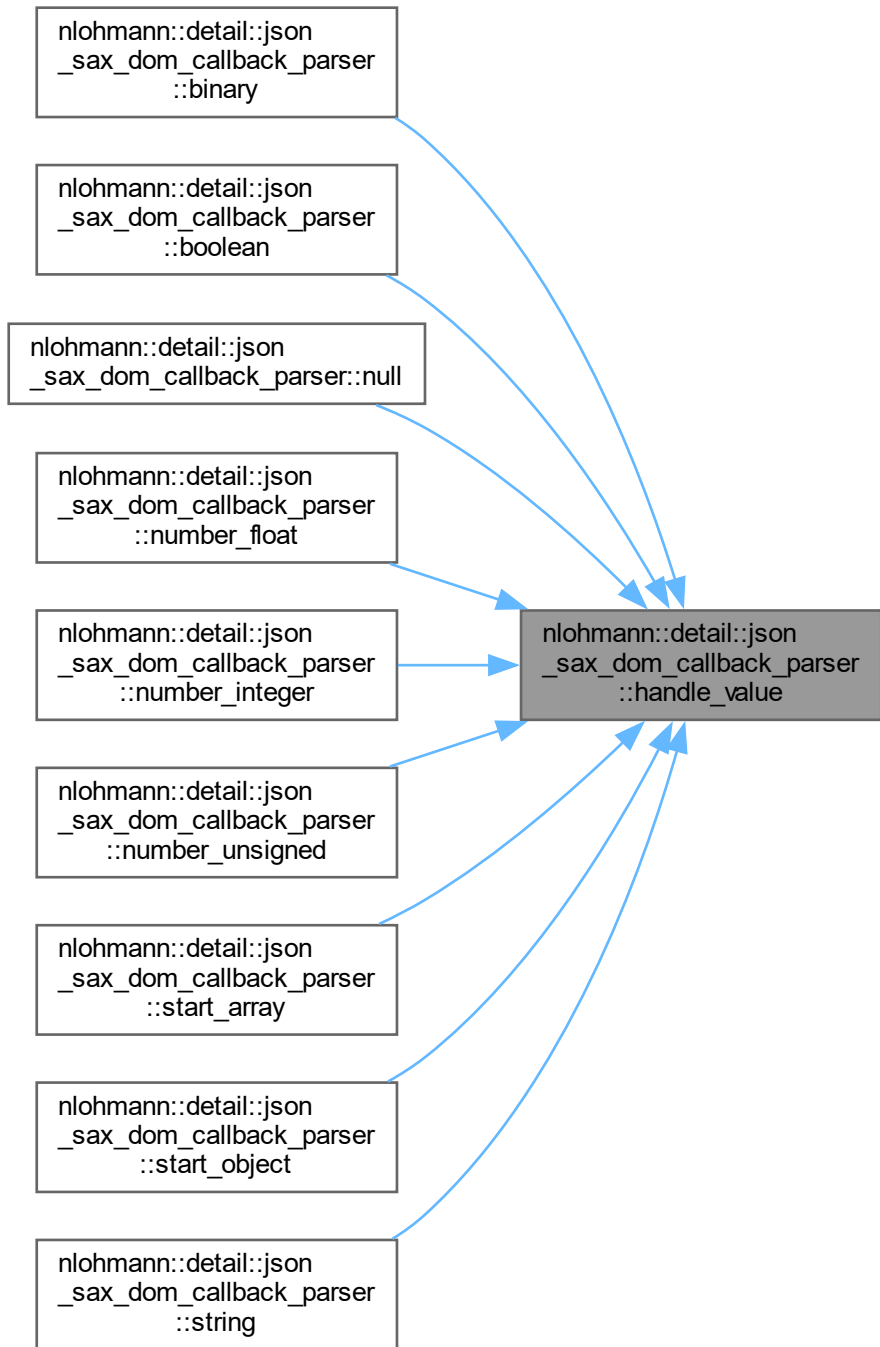 nlohmann::detail::json
_sax_dom_callback_parser
::binary
nlohmann::detail::json
_sax_dom_callback_parser
::boolean
nlohmann::detail::json
_sax_dom_callback_parser::null
nlohmann::detail::json
_sax_dom_callback_parser
::number_float
nlohmann::detail::json
_sax_dom_callback_parser
::number_integer
nlohmann::detail::json
_sax_dom_callback_parser
::handle_value
nlohmann::detail::json
_sax_dom_callback_parser
::number_unsigned
nlohmann::detail::json
_sax_dom_callback_parser
::start_array
nlohmann::detail::json
_sax_dom_callback_parser
::start_object
nlohmann::detail::json
_sax_dom_callback_parser
::string